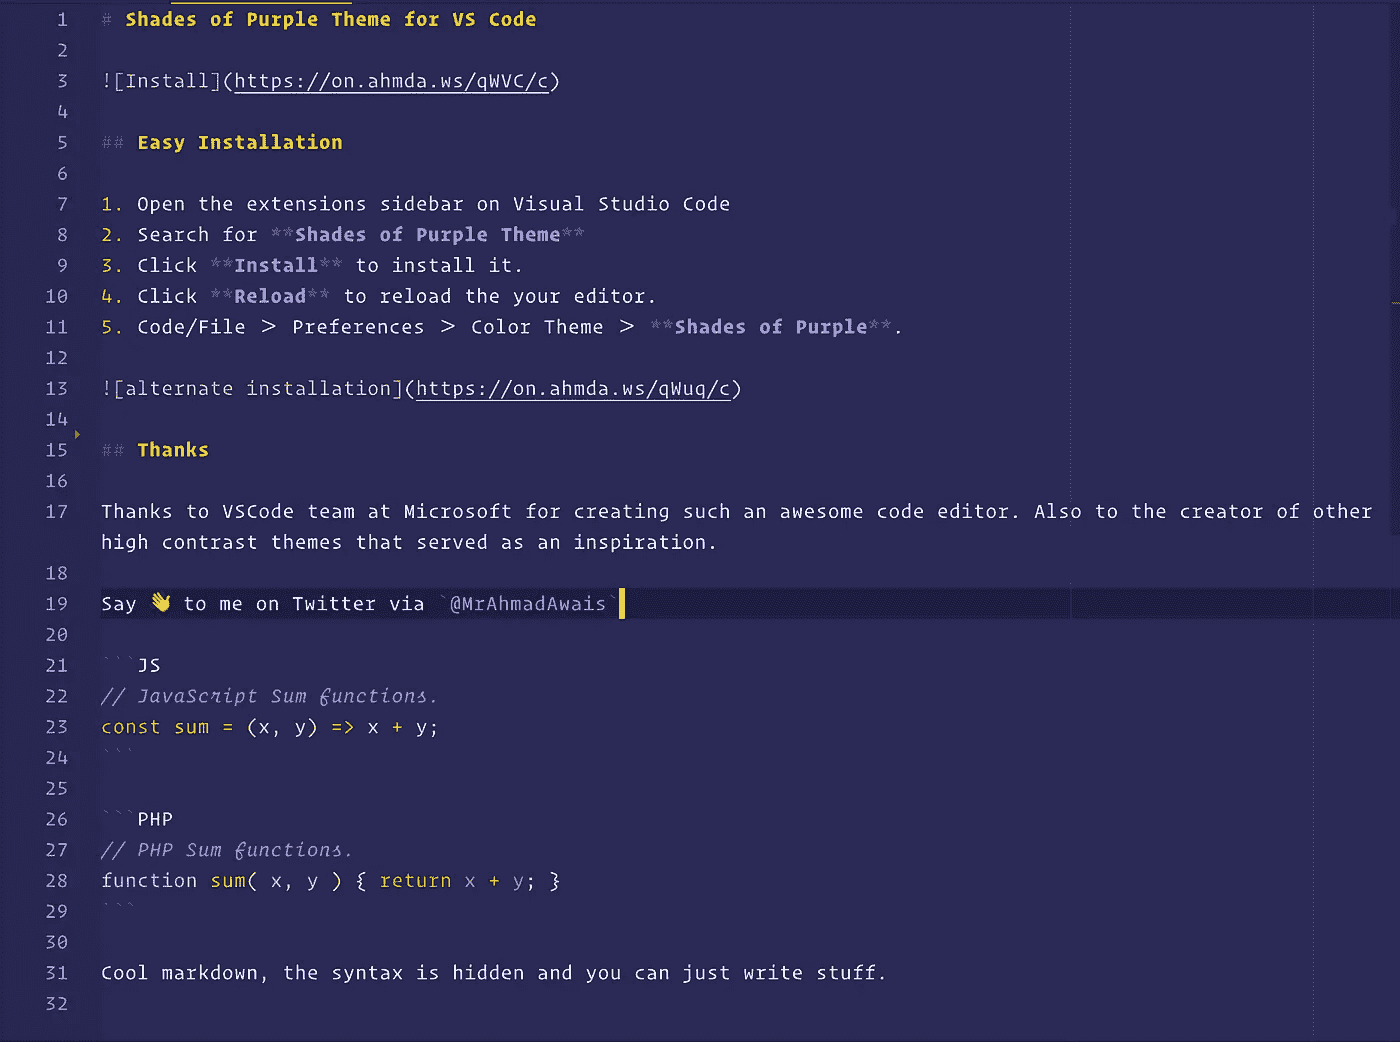 1 # Shades of Purple Theme for VS Code
2
3 ![Install](https://on.ahmda.ws/qWVC/c)
4
5 ## Easy Installation
6
7 1. Open the extensions sidebar on Visual Studio Code
8 2. Search for **Shades of Purple Theme**
9 3. Click **Install** to install it.
10 4. Click **Reload** to reload the your editor.
11 5. Code/File > Preferences > Color Theme > **Shades of Purple**.
12
13 ![alternate installation](https://on.ahmda.ws/qWuq/c)
14
15 ## Thanks
16
17 Thanks to VSCode team at Microsoft for creating such an awesome code editor. Also to the creator of other
high contrast themes that served as an inspiration.
18
19 Say 👋 to me on Twitter via `@MrAhmadAwais`
20
21 ```JS
22 // JavaScript Sum functions.
23 const sum = (x, y) => x + y;
24 ```
25
26 ```PHP
27 // PHP Sum functions.
28 function sum( x, y ) { return x + y; }
29 ```
30
31 Cool markdown, the syntax is hidden and you can just write stuff.
32